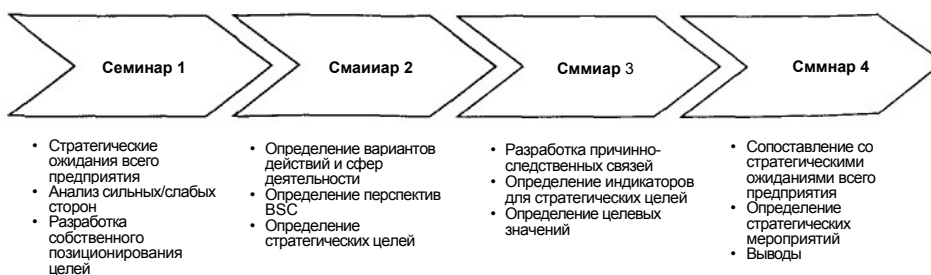 Семинар 1
Смаииар 2
Сммиар 3
Сммнар 4
• Стратегические
ожидания всего
предприятия
• Анализ сильных/слабых
сторон
• Разработка
собственного
позиционирования
целей
• Определение вариантов
действий и сфер
деятельности
• Определение перспектив
BSC
• Определение
стратегических целей
• Разработка причинно-
следственных связей
• Определение индикаторов
для стратегических целей
• Определение целевых
значений
• Сопоставление со
стратегическими
ожиданиями всего
предприятия
• Определение
стратегических
мероприятий
• Выводы